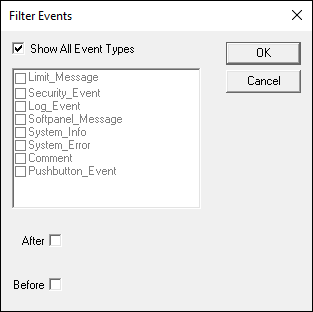 Filter Events
Show All Event Types
OK
Cancel
Limit_Message
Security_Event
Log_Event
Softpanel_Message
System_Info
System_Error
Comment
Pushbutton_Event
After
Before